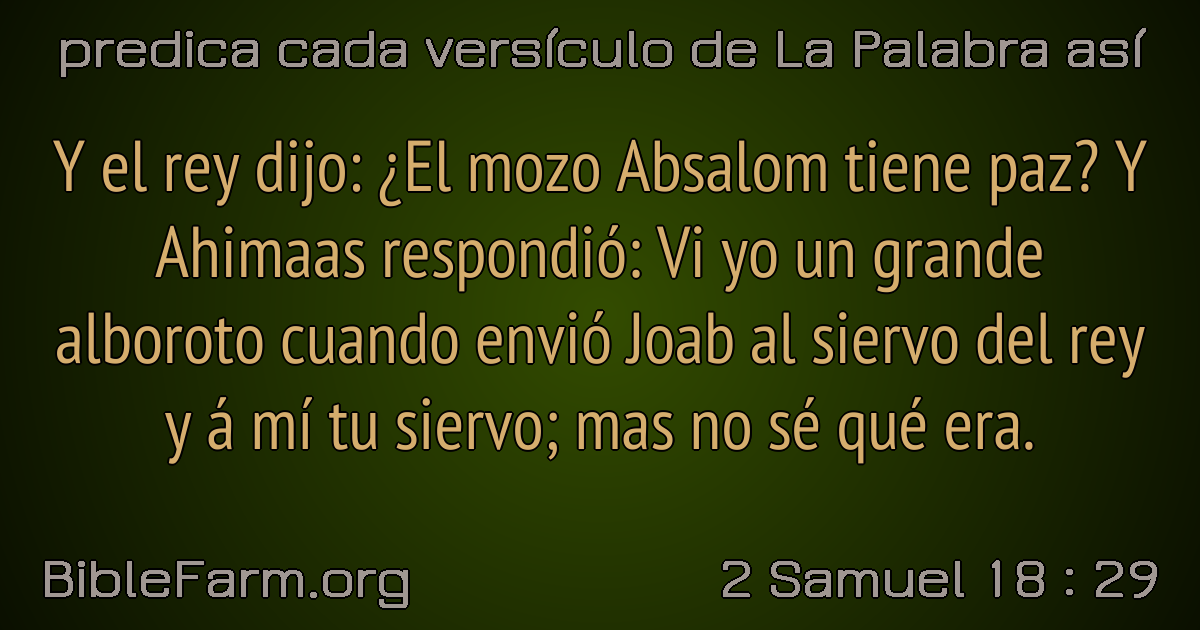 predica cada versículo de La Palabra así
Y el rey dijo: ¿El mozo Absalom tiene paz? Y
Ahimaas respondió: Vi yo un grande
alboroto cuando envió Joab al siervo del rey
y á mí tu siervo; mas no sé qué era.
BibleFarm.org
2 Samuel 18 : 29